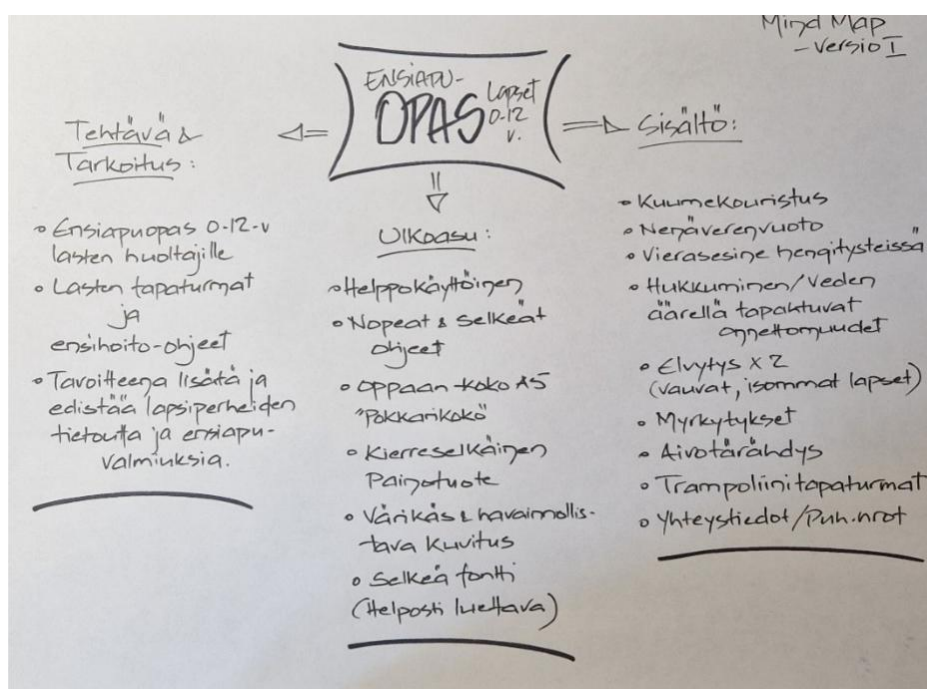 Mind Map
- versio I
ENSIAPU-
OPAS
Lapset
0-12
v.
Tehtävä &
Tarkoitus:
• Ensiapuopas 0-12-v
lasten huoltajille
• Lasten tapaturmat
ja
ensihoito-ohjeet
• Tavoitteena lisätä ja
edistää lapsiperheiden
tietoutta ja ensiapu-
valmiuksia.
Ulkoasu:
• Helppokäyttöinen
• Nopeat & selkeät
ohjeet
• Oppaan koko A5
"Pokkarikoko"
• Kierreselkäinen
Painotuote
• Värikäs & havainnollis-
tava kuvitus
• Selkeä fontti
(Helposti luettava)
Sisältö:
• Kuumekouristus
• Nenäverenvuoto
• Vierasesine hengitysteissä
• Hukkuminen/Veden
äärellä tapahtuvat
onnettomuudet
• Elvytys x 2
(vauvat, isommat lapset)
• Myrkytykset
• Aivotärähdys
• Trampoliinitapaturmat
• Yhteystiedot/Puh.nrot